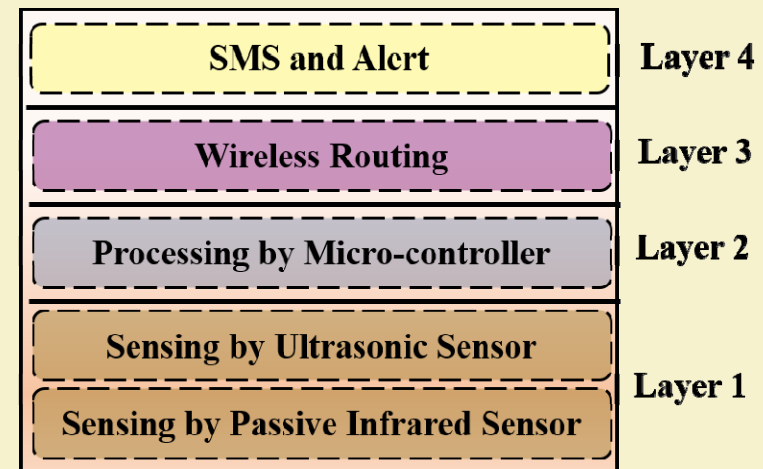 SMS and Alert
Layer 4
Wireless Routing
Layer 3
Processing by Micro-controller
Layer 2
Sensing by Ultrasonic Sensor
Layer 1
Sensing by Passive Infrared Sensor